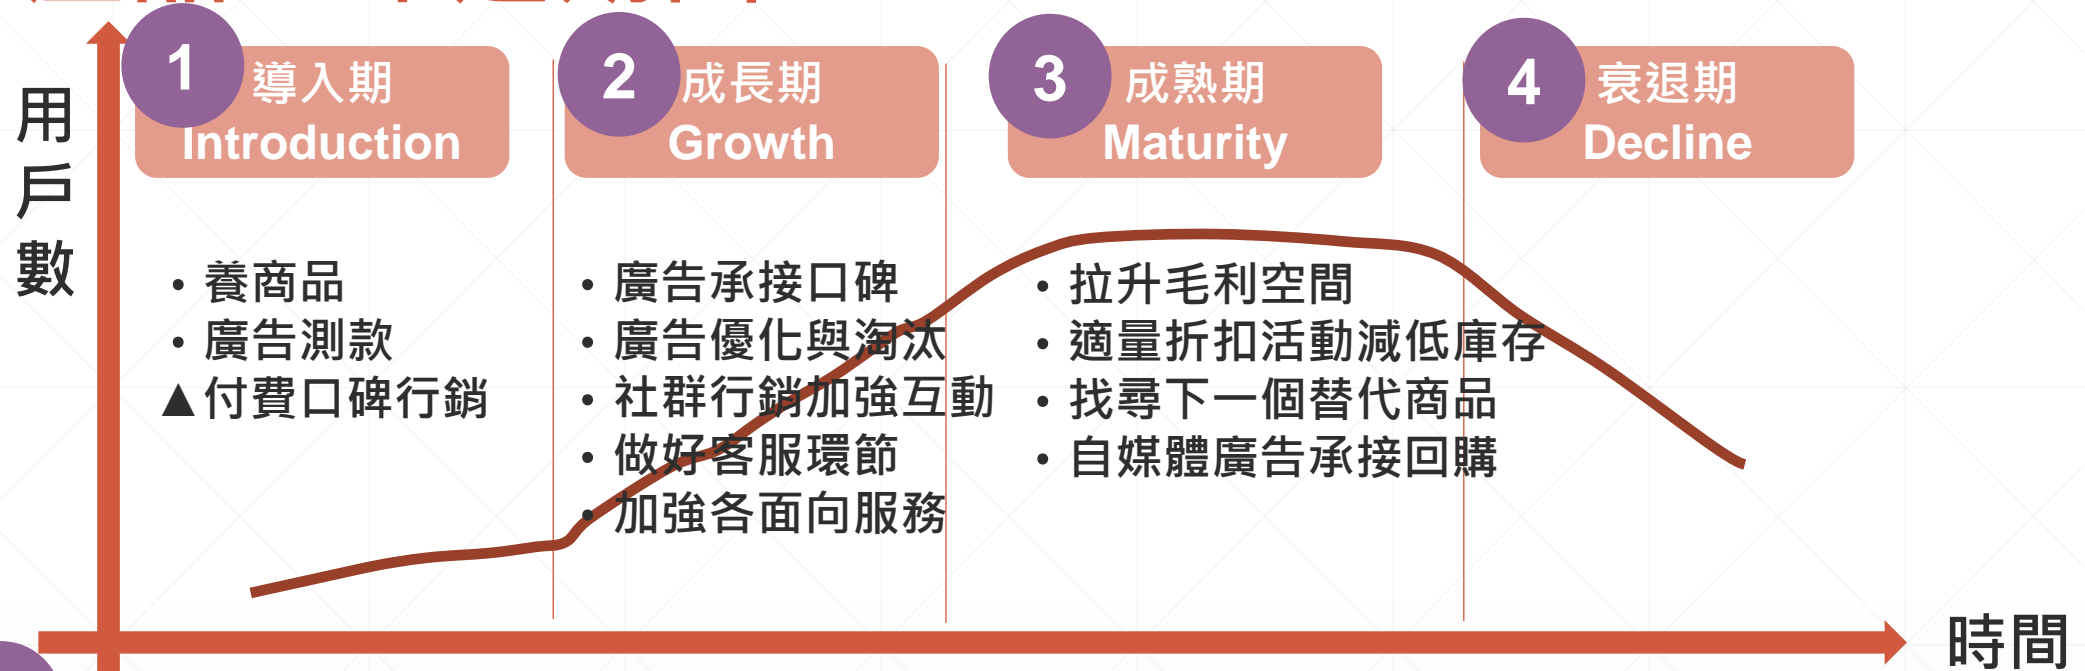 用戶數
1
導入期
Introduction
2
成長期
Growth
3
成熟期
Maturity
4
衰退期
Decline
• 養商品
• 廣告測款
▲付費口碑行銷
• 廣告承接口碑
• 廣告優化與淘汰
• 社群行銷加強互動
• 做好客服環節
• 加強各面向服務
• 拉升毛利空間
• 適量折扣活動減低庫存
• 找尋下一個替代商品
• 自媒體廣告承接回購
時間